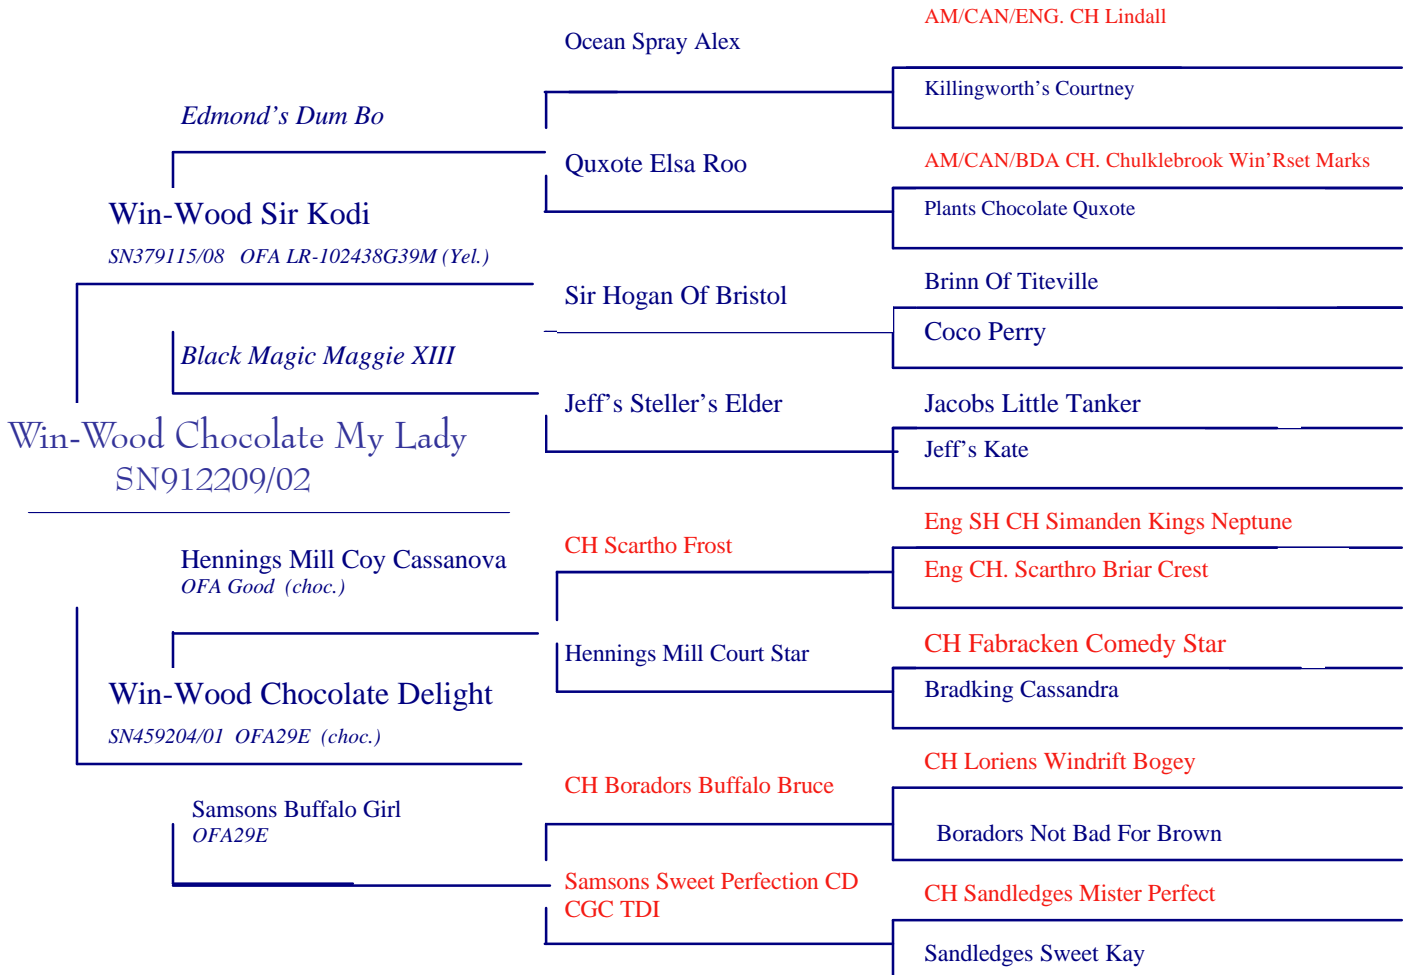 AM/CAN/ENG. CH Lindall
Ocean Spray Alex
Killingworth's Courtney
Edmond's Dum Bo
Quxote Elsa Roo
AM/CAN/BDA CH. Chulklebrook Win'Rset Marks
Plants Chocolate Quxote
Win-Wood Sir Kodi
SN379115/08 OFA LR-102438G39M (Yel.)
Sir Hogan Of Bristol
Brinn Of Titeville
Coco Perry
Black Magic Maggie XIII
Jeff's Steller's Elder
Jacobs Little Tanker
Jeff's Kate
Win-Wood Chocolate My Lady
SN912209/02
Hennings Mill Coy Cassanova
OFA Good (choc.)
CH Scartho Frost
Eng SH CH Simanden Kings Neptune
Eng CH. Scarthro Briar Crest
Hennings Mill Court Star
CH Fabracken Comedy Star
Bradking Cassandra
Win-Wood Chocolate Delight
SN459204/01 OFA29E (choc.)
CH Boradors Buffalo Bruce
CH Loriens Windrift Bogey
Boradors Not Bad For Brown
Samsons Buffalo Girl
OFA29E
Samsons Sweet Perfection CD
CGC TDI
CH Sandledges Mister Perfect
Sandledges Sweet Kay